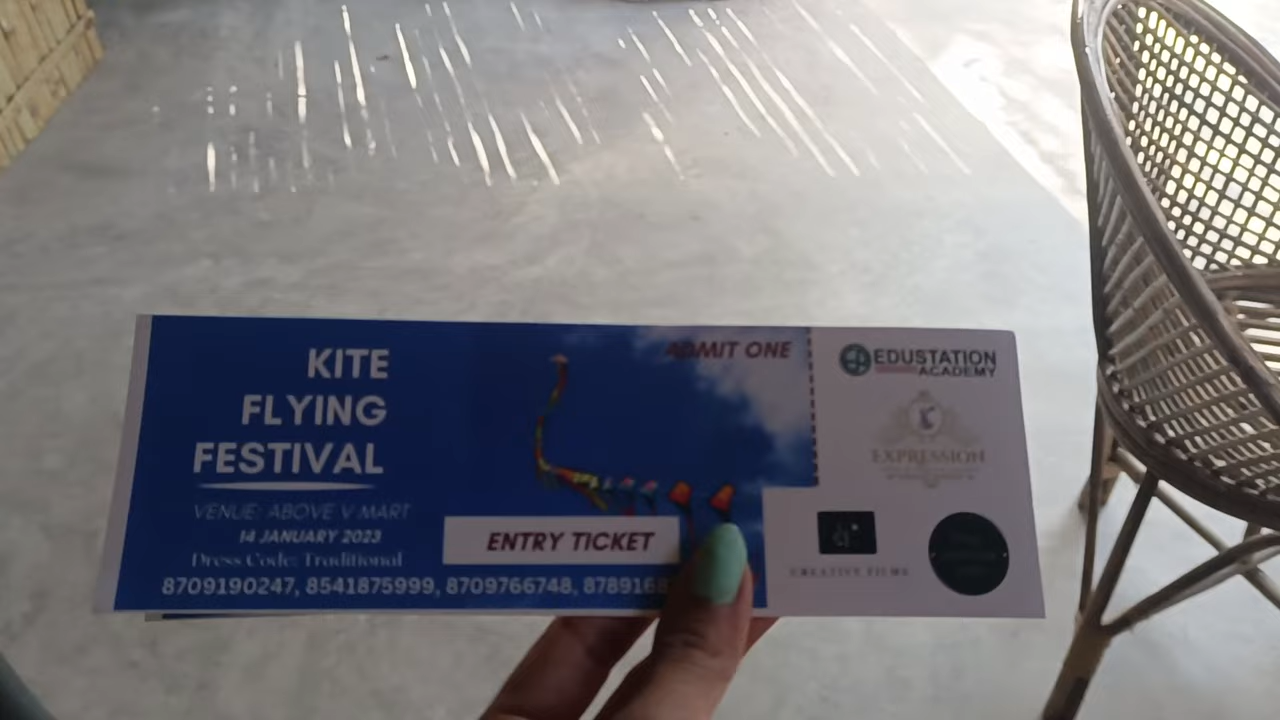 KITE
FLYING
FESTIVAL
VENUE: ABOVE V MART
14 JANUARY 2023
Dress Code: Traditional
8709190247, 8541875999, 8709766748, 8789168
ADMIT ONE
ENTRY TICKET
EDUSTATION
ACADEMY
EXPRESSION
CREATIVE FILMS